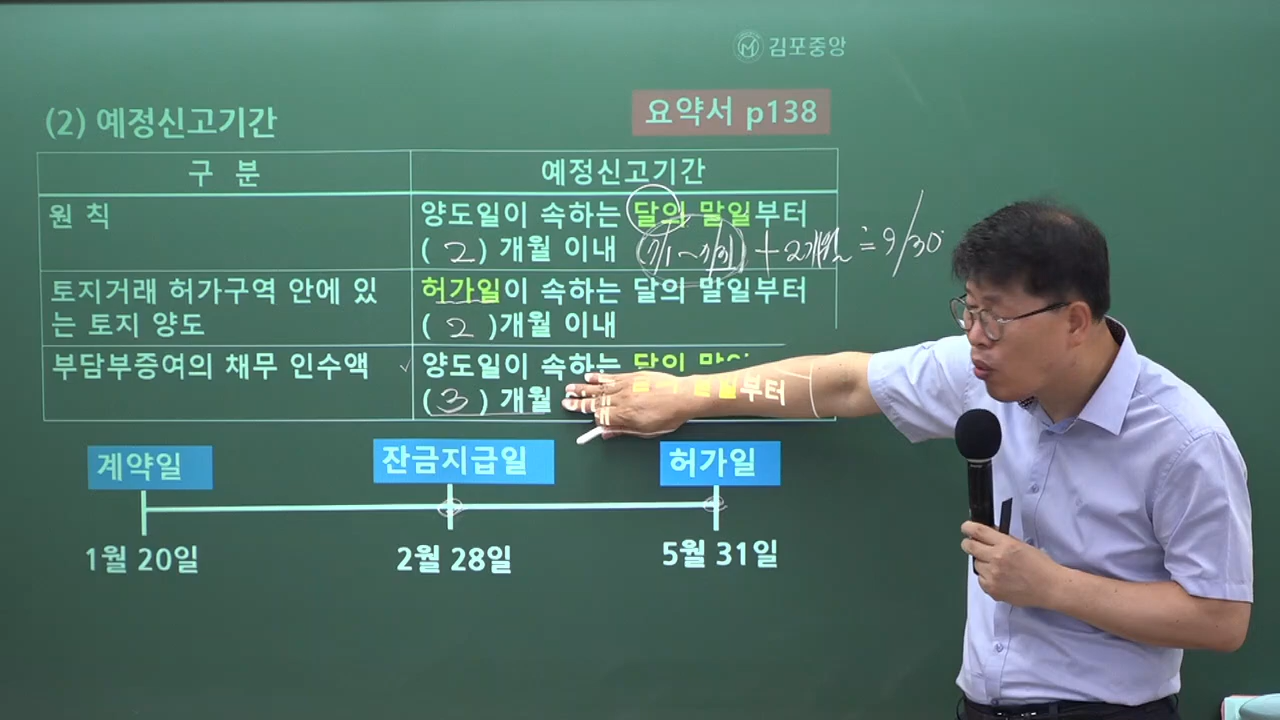 김포중앙
(2) 예정신고기간
요약서 p138
구 분
예정신고기간
원 칙
양도일이 속하는 달의 말일부터
( 2 ) 개월 이내
7/1 ~ 7/31 + 2개월 = 9/30
토지거래 허가구역 안에 있
는 토지 양도
허가일이 속하는 달의 말일부터
( 2 )개월 이내
부담부증여의 채무 인수액
양도일이 속하는 달의 말일부터
( 3 ) 개월 이내
계약일
잔금지급일
허가일
1월 20일
2월 28일
5월 31일